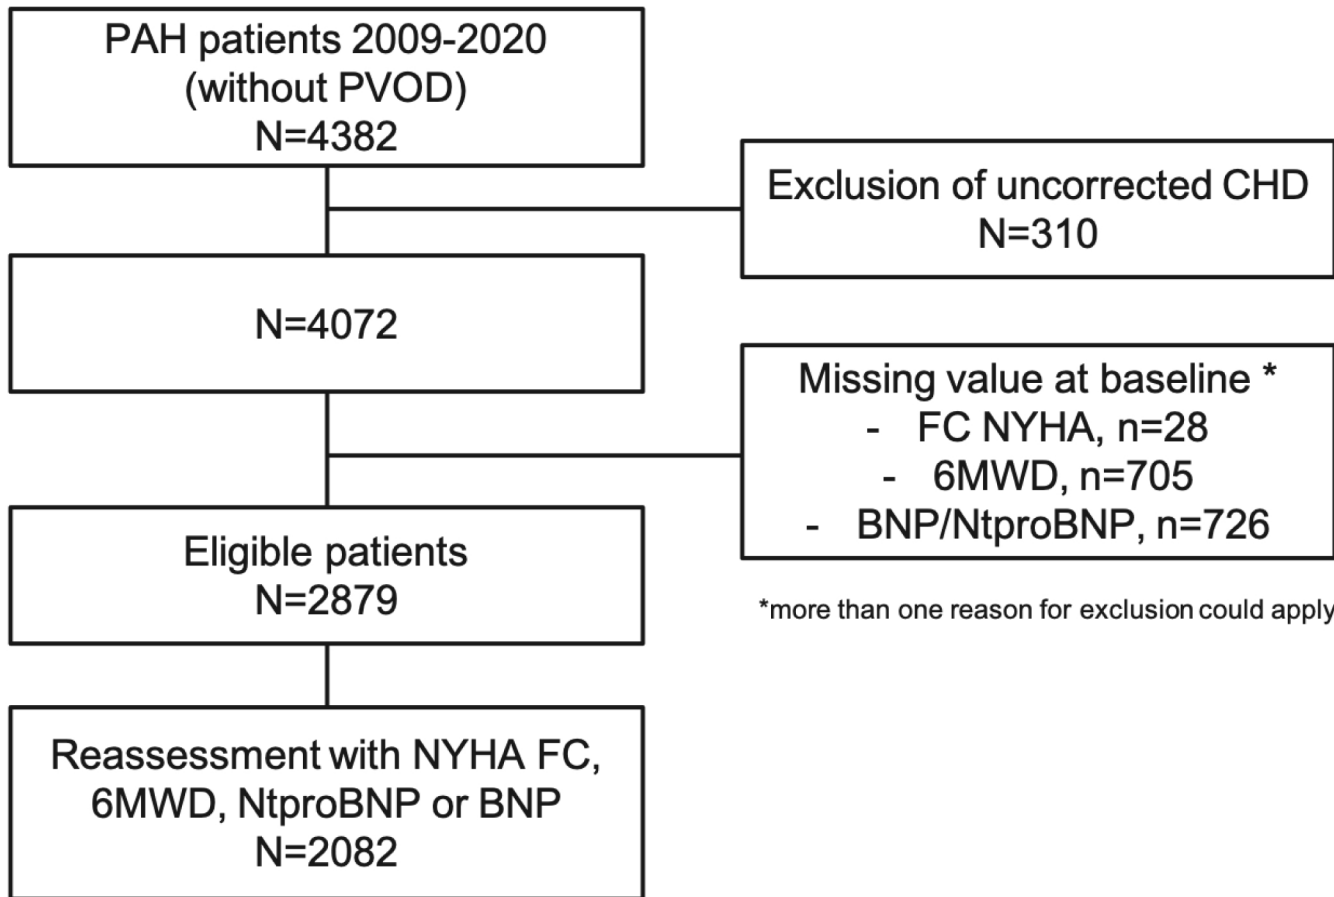 PAH patients 2009-2020
(without PVOD)
N=4382
Exclusion of uncorrected CHD
N=310
N=4072
Missing value at baseline *
- FC NYHA, n=28
- 6MWD, n=705
- BNP/NtproBNP, n=726
Eligible patients
N=2879
*more than one reason for exclusion could apply
Reassessment with NYHA FC,
6MWD, NtproBNP or BNP
N=2082